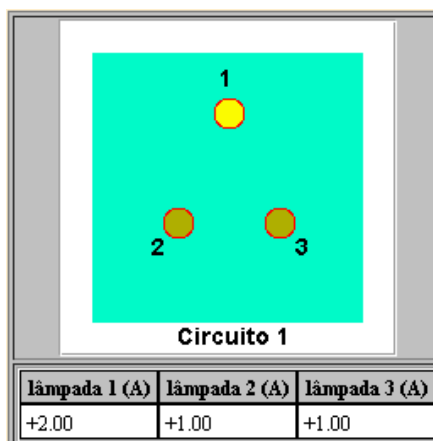 1
2 3
Circuito 1
lâmpada 1 (A) lâmpada 2 (A) lâmpada 3 (A)
+2.00 +1.00 +1.00